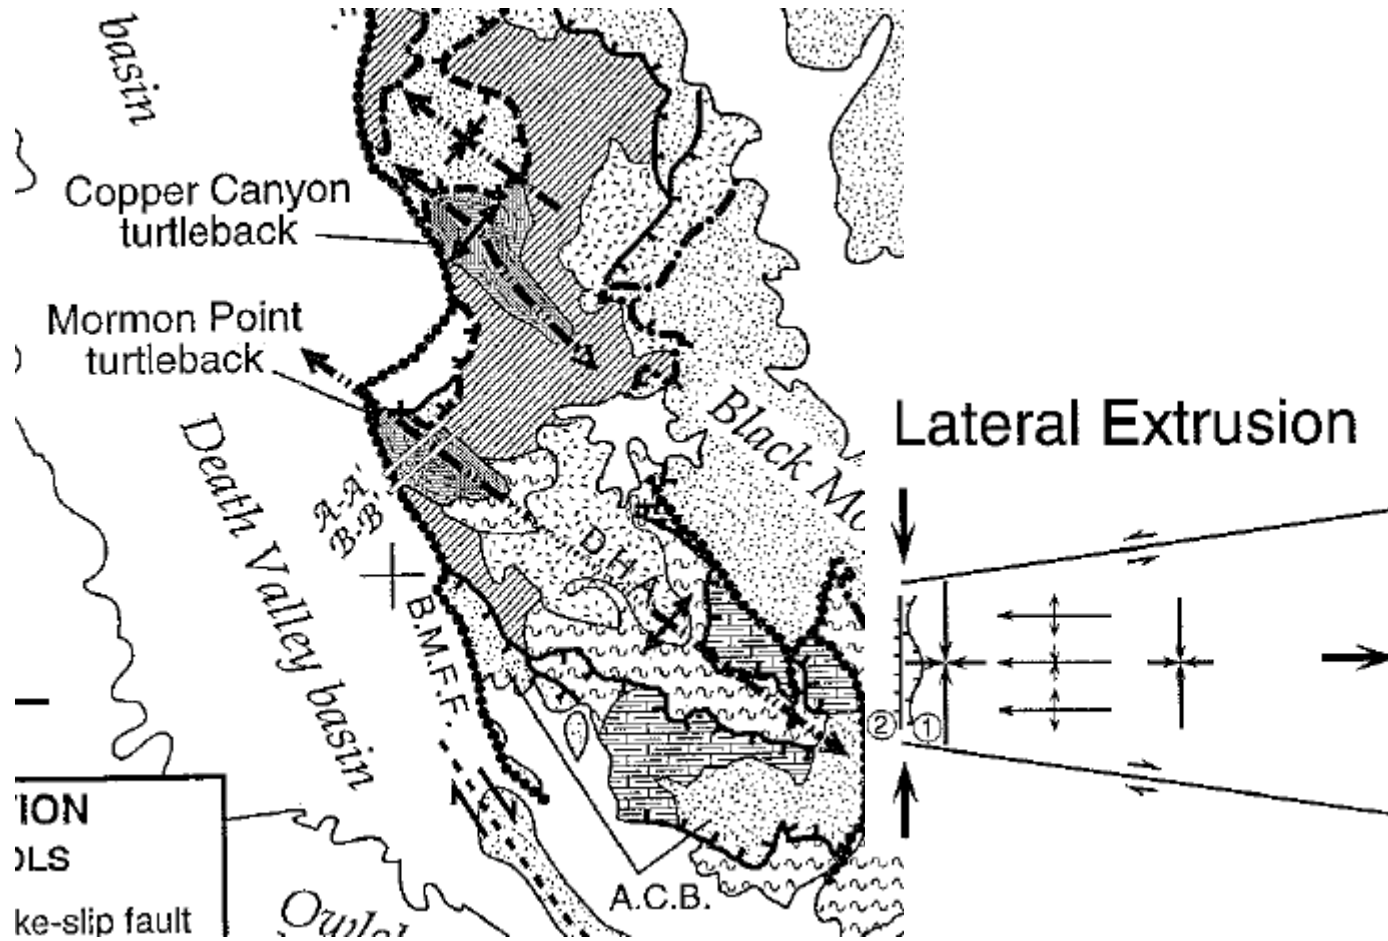 basin
Copper Canyon
turtleback
Mormon Point
turtleback
Death Valley basin
A-A'
B-B'
Black Mo
D.H.A.
B.M.F.F.
A.C.B.
Lateral Extrusion
2
1
ION
OLS
ke-slip fault